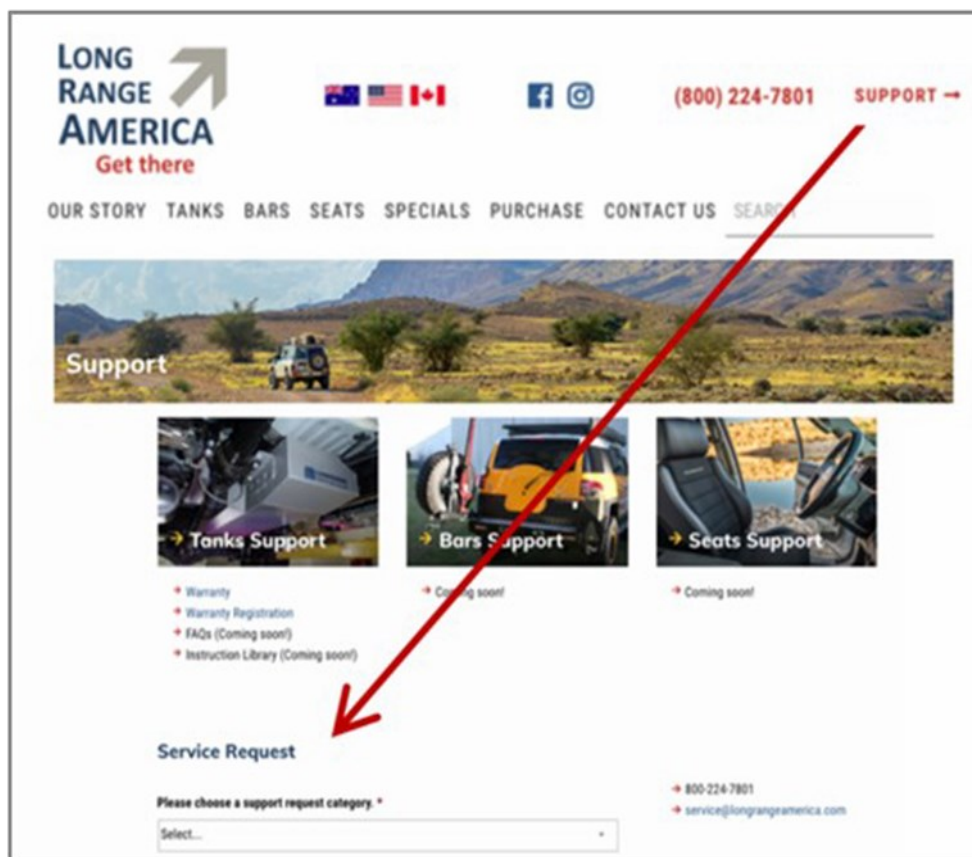 LONG
RANGE
AMERICA
Get there
(800) 224-7801
SUPPORT →
OUR STORY TANKS BARS SEATS SPECIALS PURCHASE CONTACT US SEARCH
Support
→ Tanks Support
→ Bars Support
→ Seats Support
→ Warranty
→ Warranty Registration
→ FAQs (Coming soon!)
→ Instruction Library (Coming soon!)
→ Coming soon!
→ Coming soon!
Service Request
Please choose a support request category. *
Select...
→ 800-224-7801
→ service@longrangeamerica.com